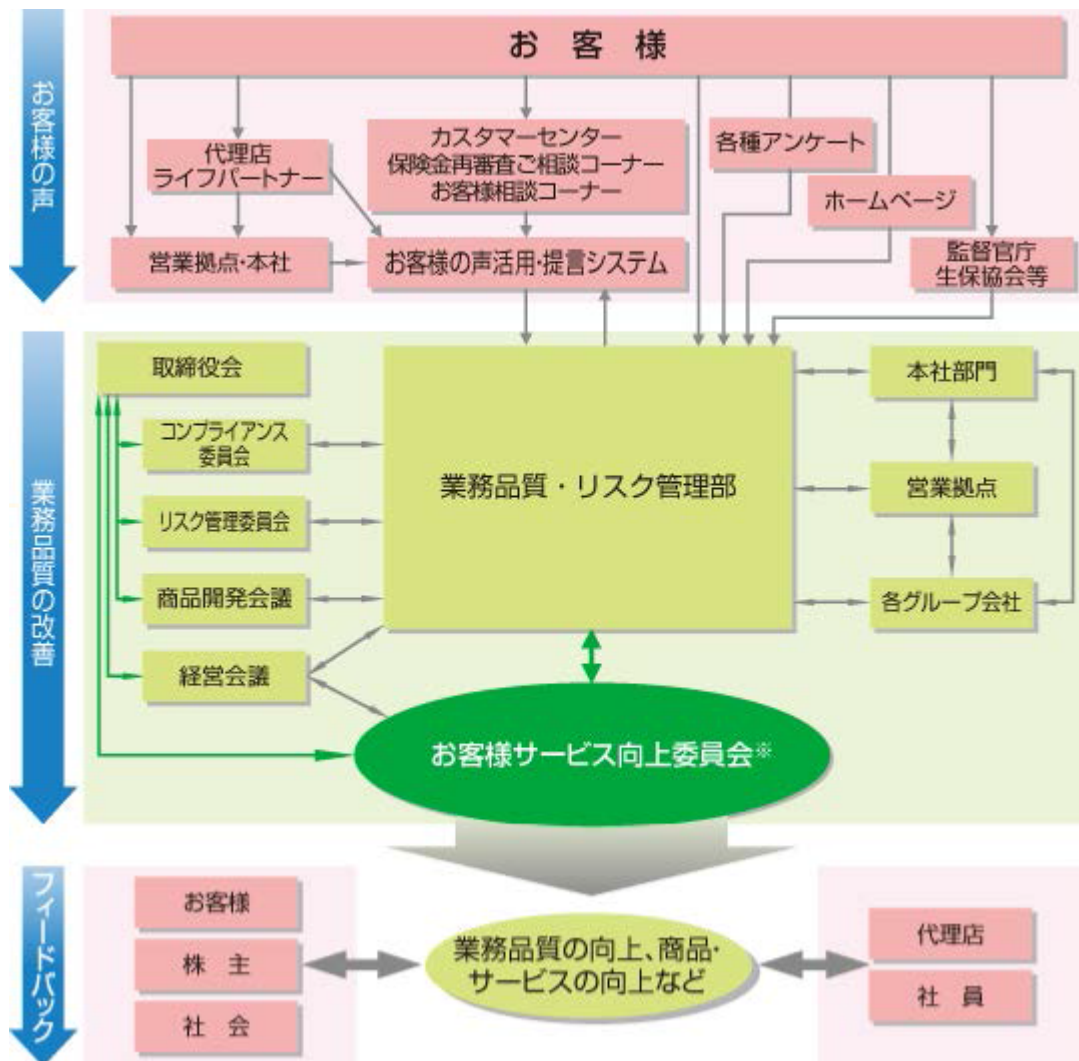 お客様の声
お 客 様
代理店
ライフパートナー
カスタマーセンター
保険金再審査ご相談コーナー
お客様相談コーナー
各種アンケート
ホームページ
営業拠点・本社
お客様の声活用・提言システム
監督官庁
生保協会等
業務品質の改善
取締役会
コンプライアンス
委員会
リスク管理委員会
商品開発会議
経営会議
業務品質・リスク管理部
本社部門
営業拠点
各グループ会社
お客様サービス向上委員会※
フィードバック
お客様
株 主
社 会
業務品質の向上、商品・
サービスの向上など
代理店
社 員